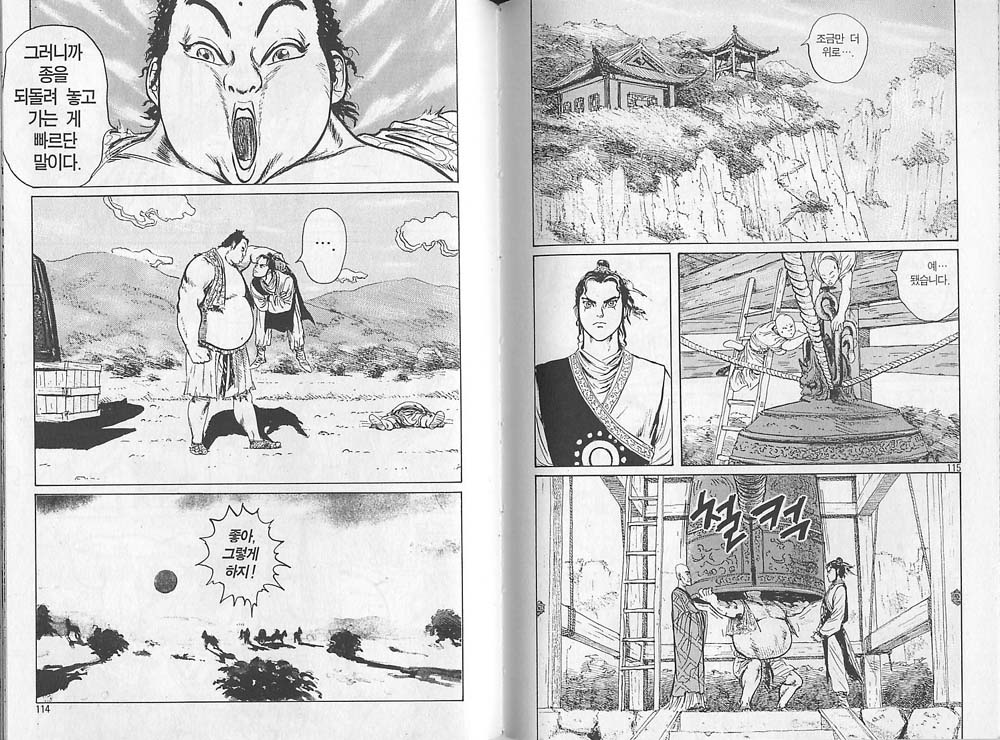 그러니까
종을
되돌려 놓고
가는 게
빠르단
말이다.
…
좋아,
그렇게
하지!
114
조금만 더
위로…
예…
됐습니다.
115
철컥